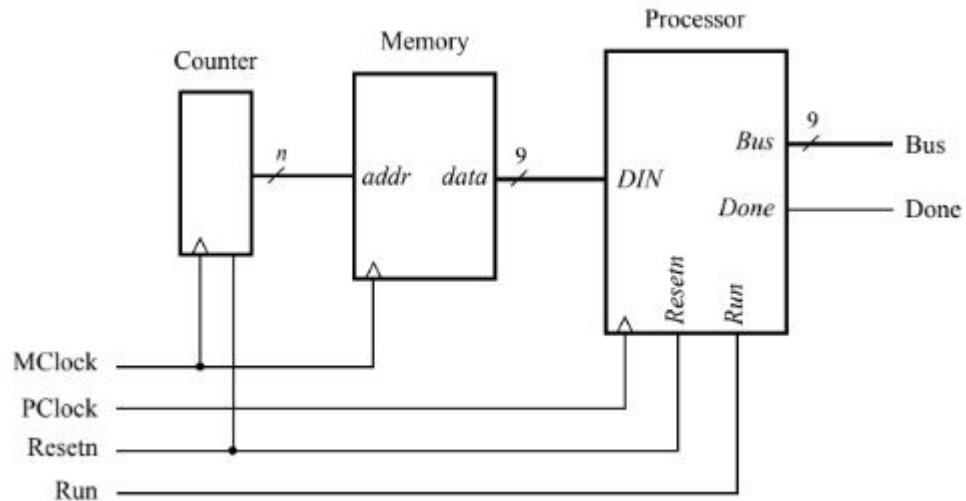 Processor
Memory
Counter
9
Bus
Bus
n
9
addr
data
DIN
Done
Done
Resetn
Run
MClock
PClock
Resetn
Run